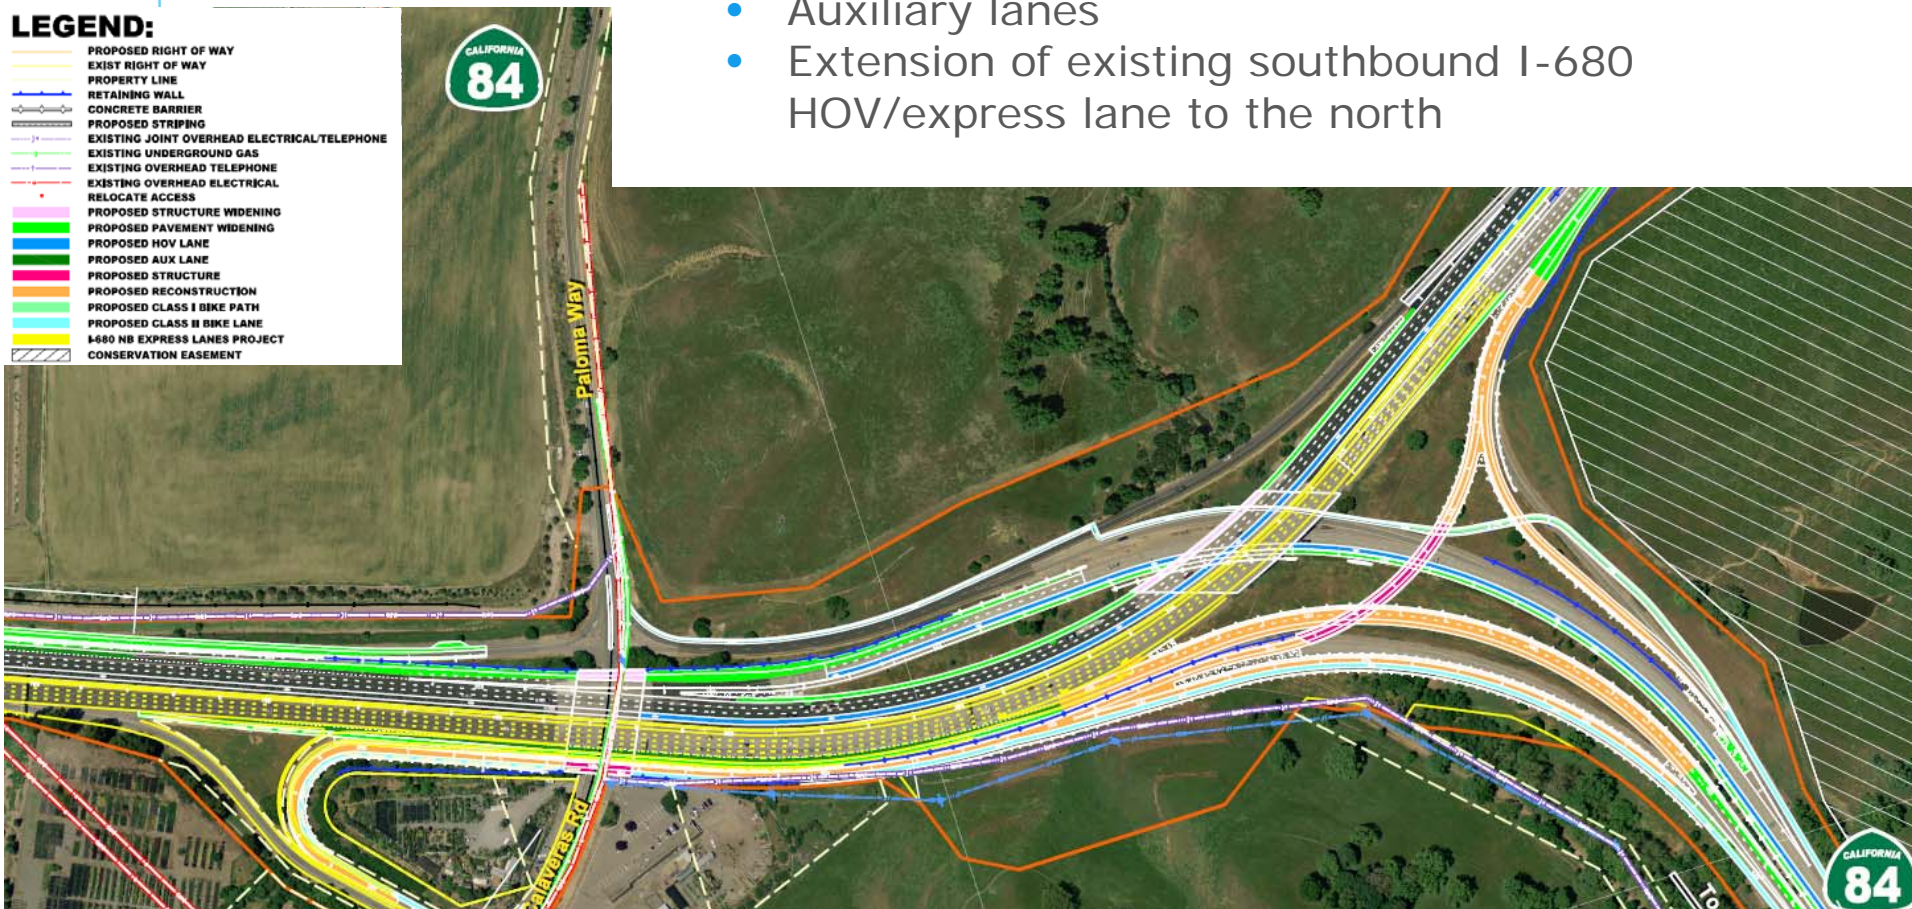 Auxiliary lanes
Extension of existing southbound I-680
HOV/express lane to the north
LEGEND:
PROPOSED RIGHT OF WAY
EXIST RIGHT OF WAY
PROPERTY LINE
RETAINING WALL
CONCRETE BARRIER
PROPOSED STRIPING
EXISTING JOINT OVERHEAD ELECTRICAL/TELEPHONE
EXISTING UNDERGROUND GAS
EXISTING OVERHEAD TELEPHONE
EXISTING OVERHEAD ELECTRICAL
RELOCATE ACCESS
PROPOSED STRUCTURE WIDENING
PROPOSED PAVEMENT WIDENING
PROPOSED HOV LANE
PROPOSED AUX LANE
PROPOSED STRUCTURE
PROPOSED RECONSTRUCTION
PROPOSED CLASS I BIKE PATH
PROPOSED CLASS II BIKE LANE
I-680 NB EXPRESS LANES PROJECT
CONSERVATION EASEMENT
CALIFORNIA
84
Paloma Way
Calaveras Rd
CALIFORNIA
84
To